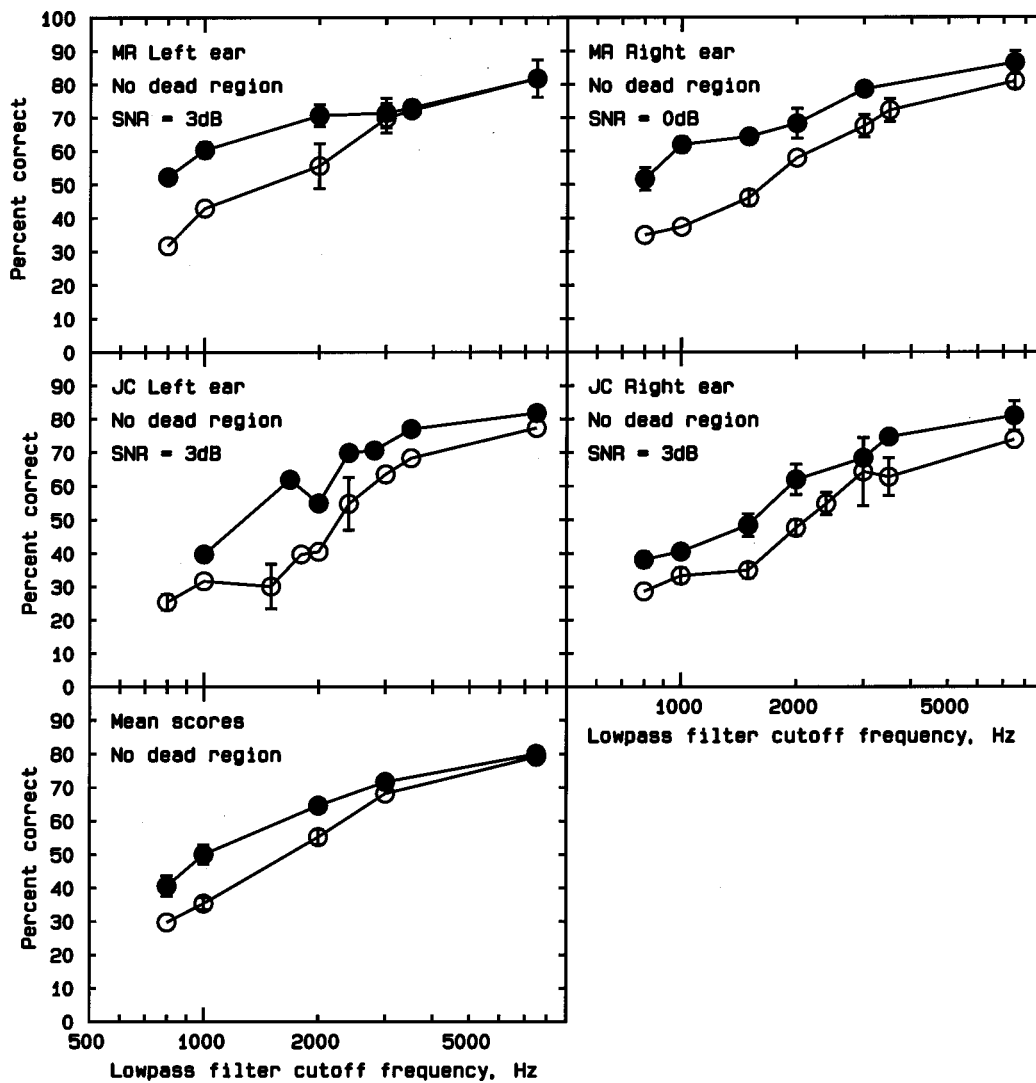 100
90
80
70
60
50
40
30
20
10
0
Percent correct
MR Left ear
No dead region
SNR = 3dB
MR Right ear
No dead region
SNR = 0dB
90
80
70
60
50
40
30
20
10
0
Percent correct
JC Left ear
No dead region
SNR = 3dB
JC Right ear
No dead region
SNR = 3dB
1000 2000 5000
Lowpass filter cutoff frequency, Hz
90
80
70
60
50
40
30
20
10
0
Percent correct
Mean scores
No dead region
500 1000 2000 5000
Lowpass filter cutoff frequency, Hz